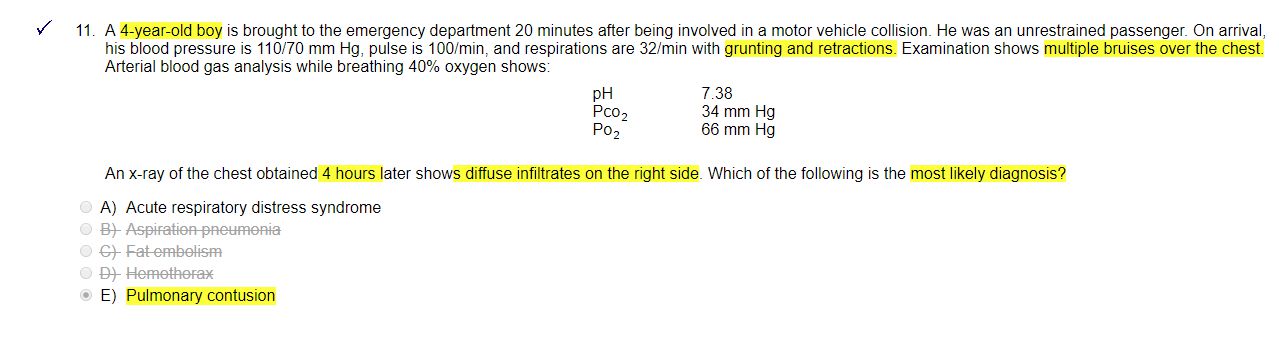 11. A 4-year-old boy is brought to the emergency department 20 minutes after being involved in a motor vehicle collision. He was an unrestrained passenger. On arrival,
his blood pressure is 110/70 mm Hg, pulse is 100/min, and respirations are 32/min with grunting and retractions. Examination shows multiple bruises over the chest.
Arterial blood gas analysis while breathing 40% oxygen shows:
pH 7.38
Pco2 34 mm Hg
Po2 66 mm Hg
An x-ray of the chest obtained 4 hours later shows diffuse infiltrates on the right side. Which of the following is the most likely diagnosis?
A) Acute respiratory distress syndrome
B) Aspiration pneumonia
C) Fat embolism
D) Hemothorax
E) Pulmonary contusion